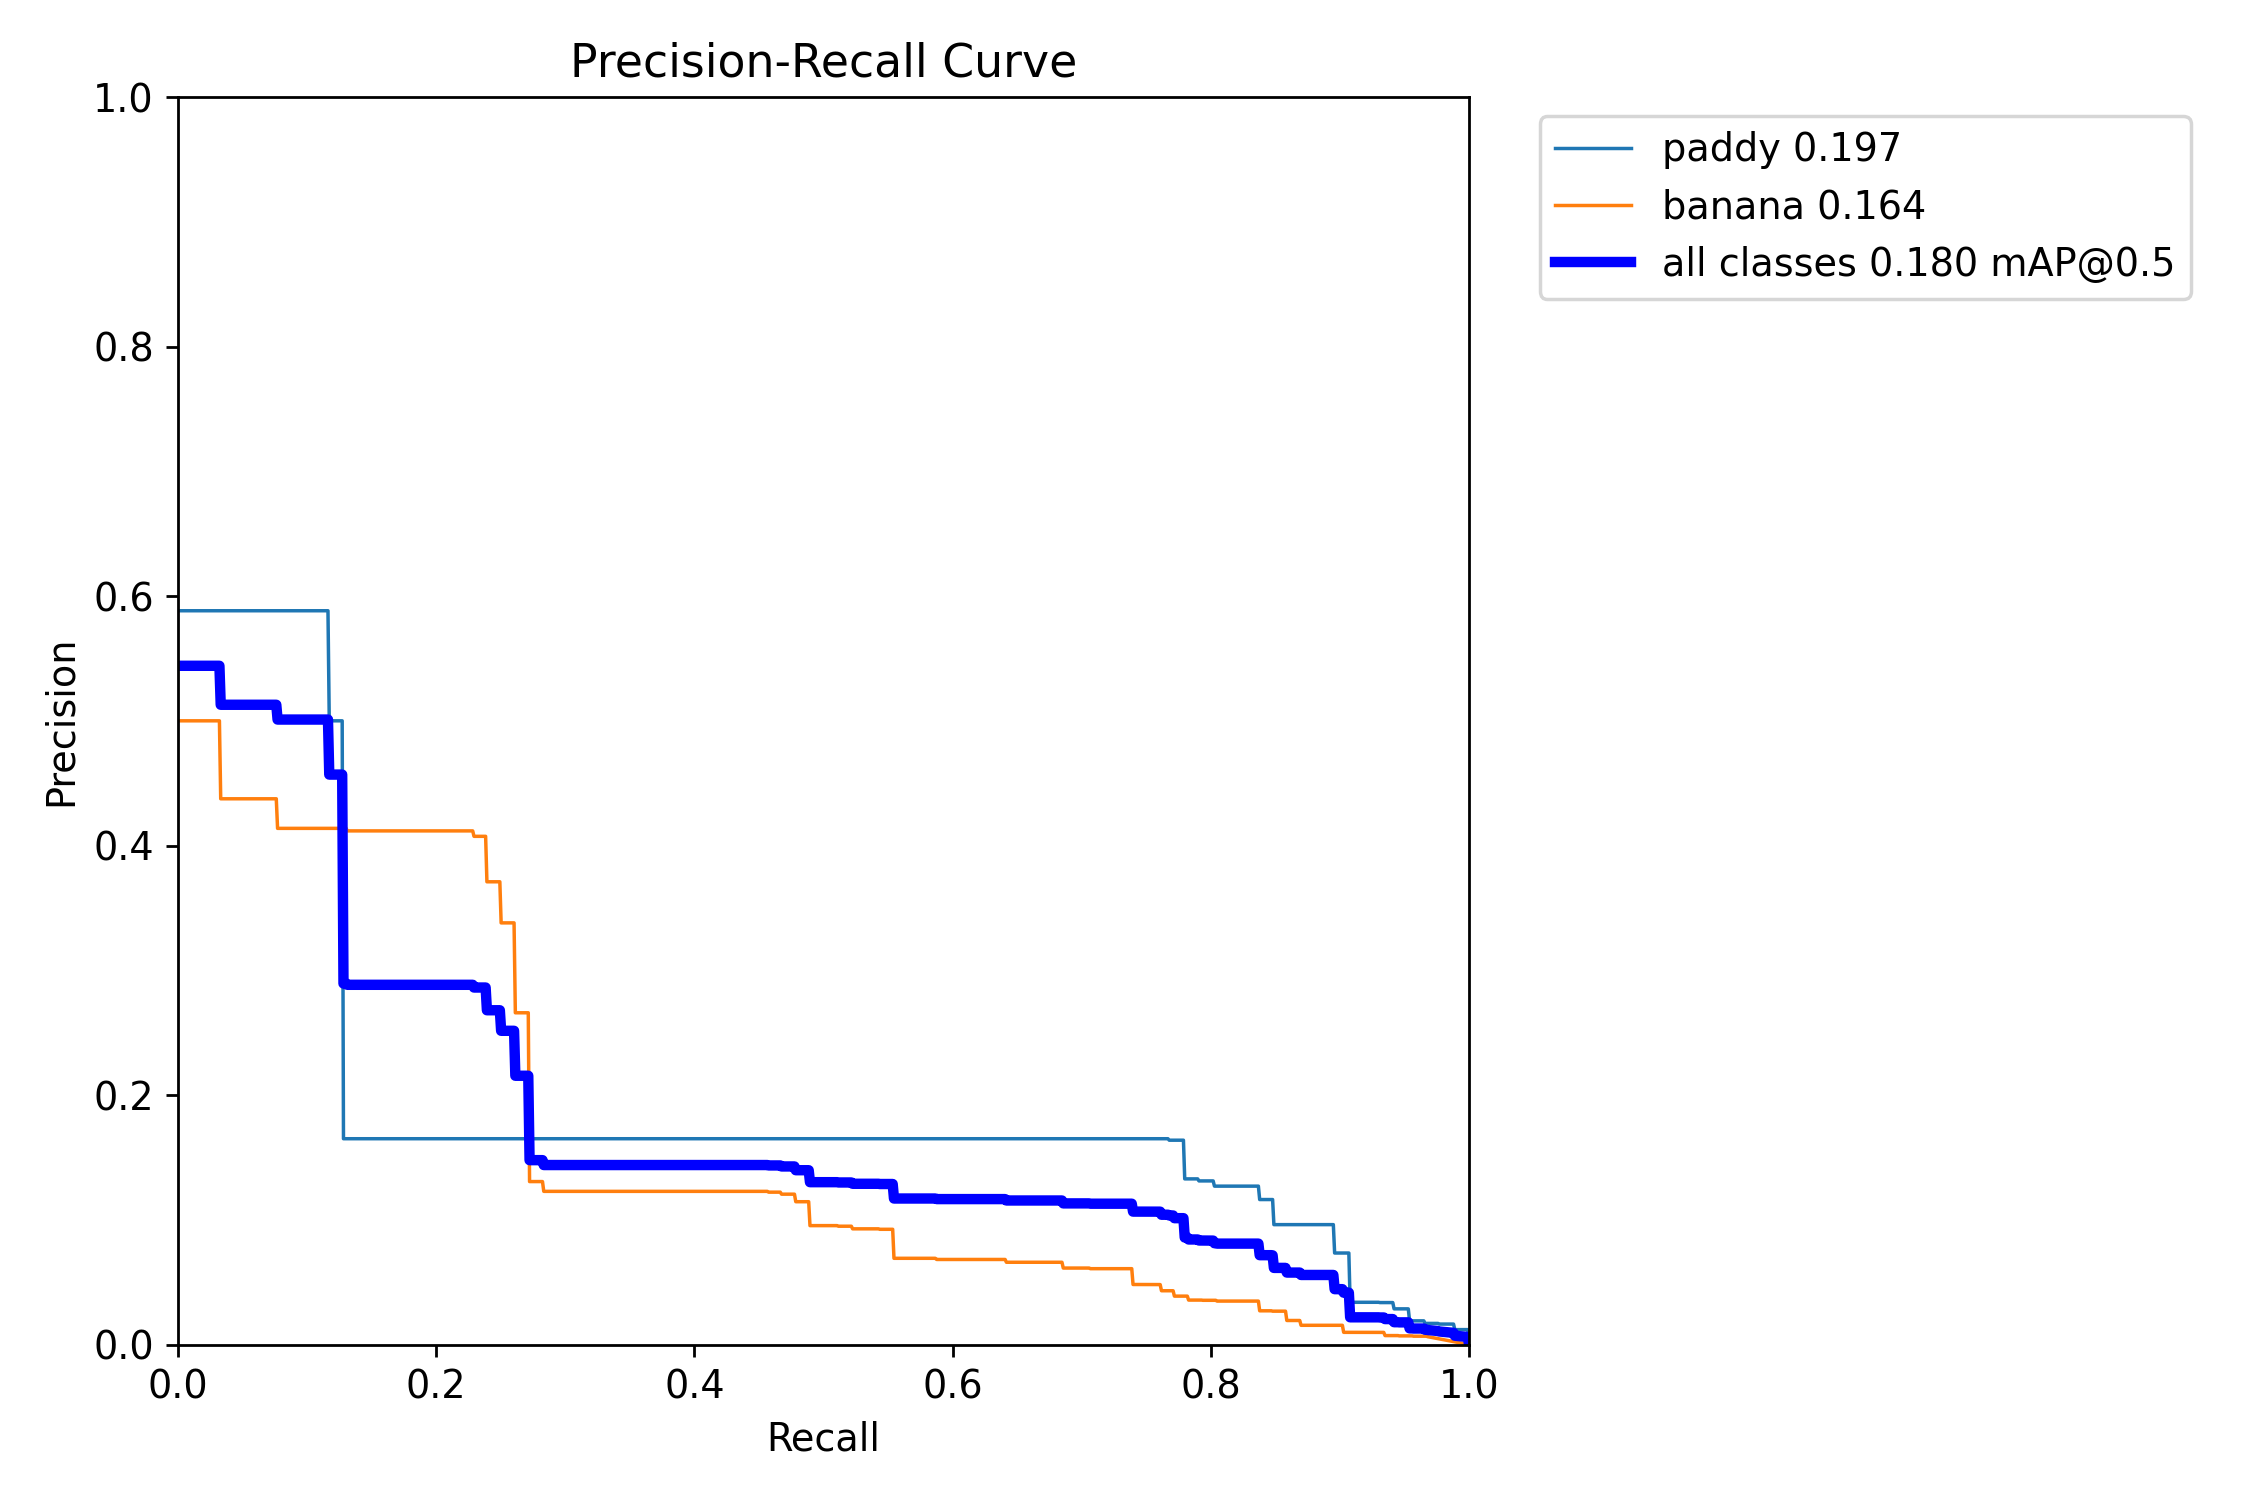 Precision-Recall Curve
1.0
0.8
0.6
0.4
0.2
0.0
Precision
0.0 0.2 0.4 0.6 0.8 1.0
Recall
paddy 0.197
banana 0.164
all classes 0.180 mAP@0.5